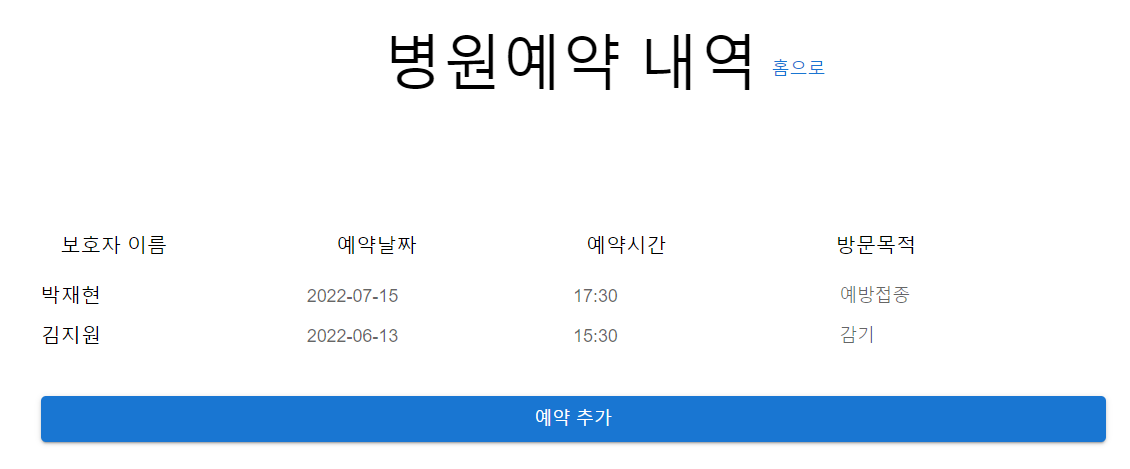 병원예약 내역 홈으로
보호자 이름 예약날짜 예약시간 방문목적
박재현 2022-07-15 17:30 예방접종
김지원 2022-06-13 15:30 감기
예약 추가